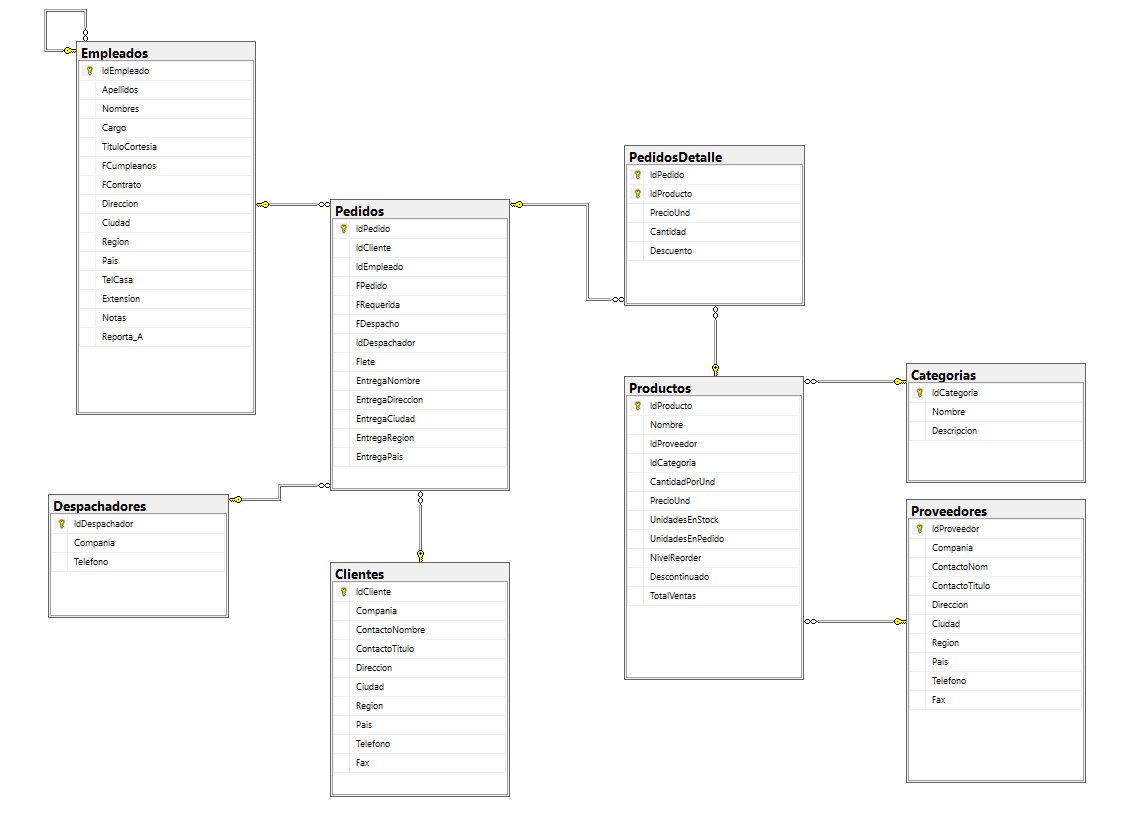 Empleados
IdEmpleado
Apellidos
Nombres
Cargo
TituloCortesia
FCumpleanos
FContrato
Direccion
Ciudad
Region
Pais
TelCasa
Extension
Notas
Reporta_A
Pedidos
IdPedido
IdCliente
IdEmpleado
FPedido
FRequerida
FDespacho
IdDespachador
Flete
EntregaNombre
EntregaDireccion
EntregaCiudad
EntregaRegion
EntregaPais
PedidosDetalle
IdPedido
IdProducto
PrecioUnd
Cantidad
Descuento
Productos
IdProducto
Nombre
IdProveedor
IdCategoria
CantidadPorUnd
PrecioUnd
UnidadesEnStock
UnidadesEnPedido
NivelReorder
Descontinuado
TotalVentas
Categorias
IdCategoria
Nombre
Descripcion
Despachadores
IdDespachador
Compania
Telefono
Clientes
IdCliente
Compania
ContactoNombre
ContactoTitulo
Direccion
Ciudad
Region
Pais
Telefono
Fax
Proveedores
IdProveedor
Compania
ContactoNom
ContactoTitulo
Direccion
Ciudad
Region
Pais
Telefono
Fax